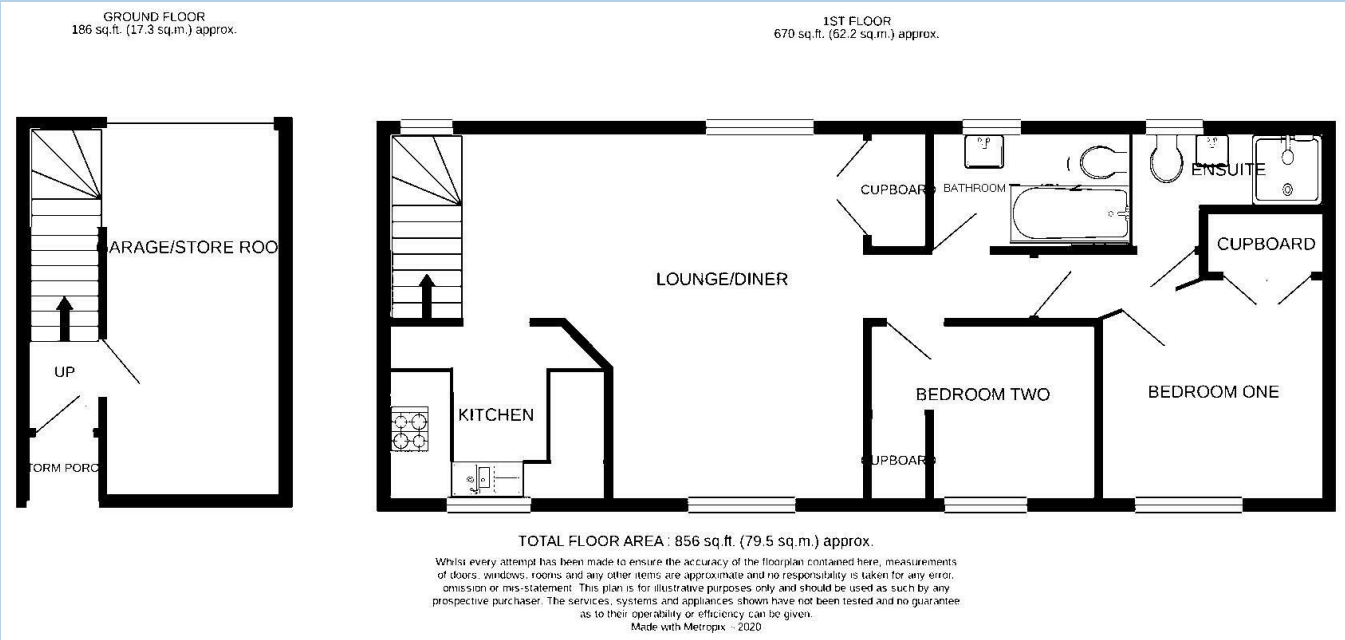 GROUND FLOOR
186 sq.ft. (17.3 sq.m.) approx.
1ST FLOOR
670 sq.ft. (62.2 sq.m.) approx.
CUPBOARD
BATHROOM
ENSUITE
ARAGE/STORE ROO
CUPBOARD
LOUNGE/DINER
UP
BEDROOM TWO
BEDROOM ONE
KITCHEN
TORM PORC
UPBOARD
TOTAL FLOOR AREA : 856 sq.ft. (79.5 sq.m.) approx.
Whilst every attempt has been made to ensure the accuracy of the floorplan contained here, measurements
of doors, windows, rooms and any other items are approximate and no responsibility is taken for any error,
omission or mis-statement. This plan is for illustrative purposes only and should be used as such by any
prospective purchaser. The services, systems and appliances shown have not been tested and no guarantee
as to their operability or efficiency can be given.
Made with Metropix ©2020